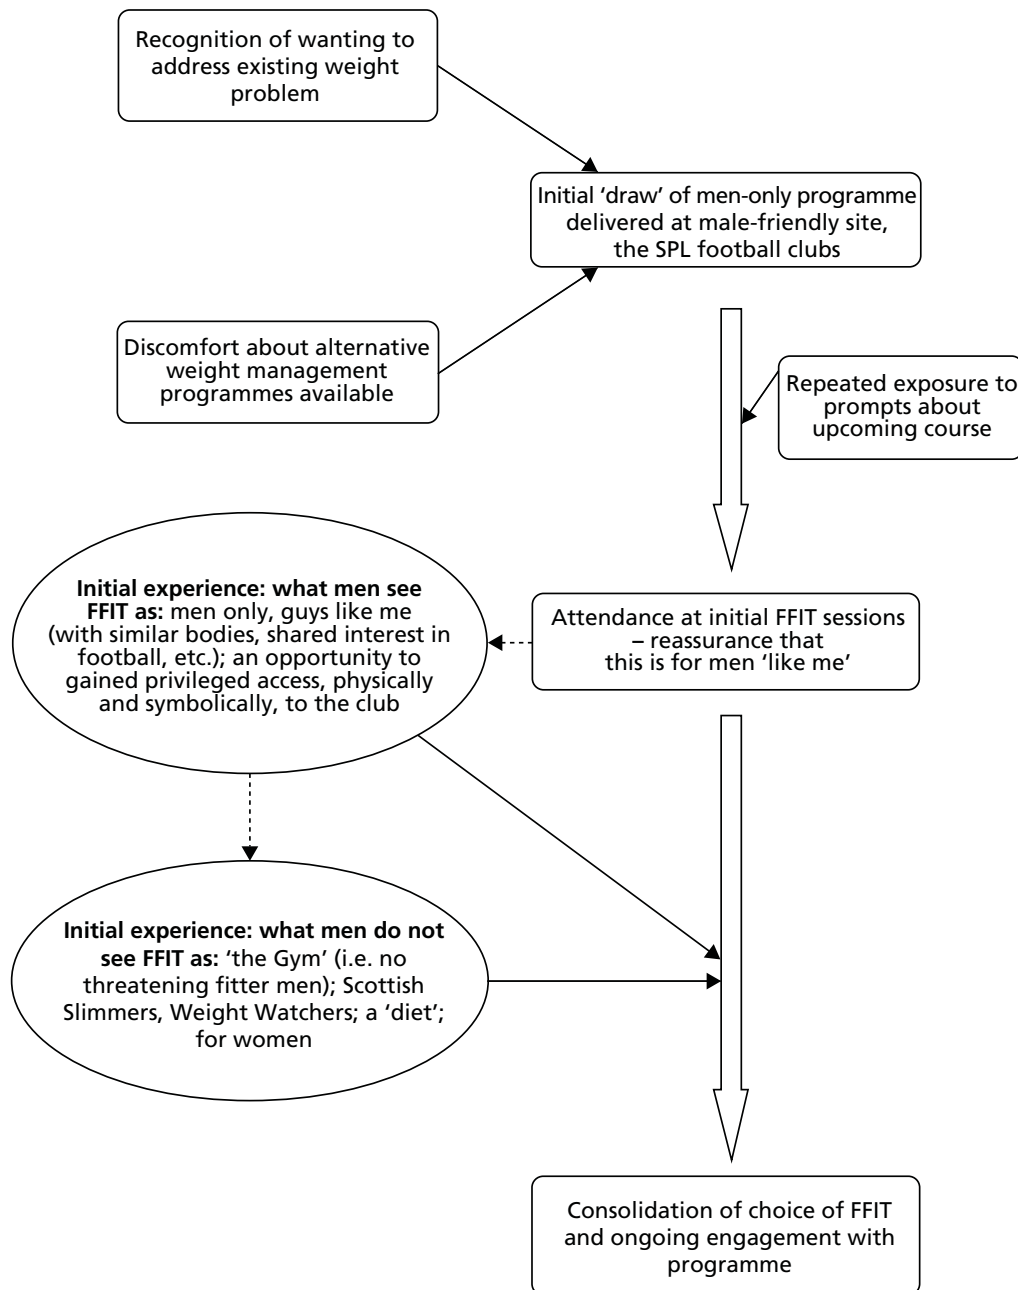 Recognition of wanting to
address existing weight
problem
Initial ‘draw’ of men-only programme
delivered at male-friendly site,
the SPL football clubs
Discomfort about alternative
weight management
programmes available
Repeated exposure to
prompts about
upcoming course
Initial experience: what men see
FFIT as: men only, guys like me
(with similar bodies, shared interest in
football, etc.); an opportunity to
gained privileged access, physically
and symbolically, to the club
Attendance at initial FFIT sessions
– reassurance that
this is for men ‘like me’
Initial experience: what men do not
see FFIT as: ‘the Gym’ (i.e. no
threatening fitter men); Scottish
Slimmers, Weight Watchers; a ‘diet’;
for women
Consolidation of choice of FFIT
and ongoing engagement with
programme